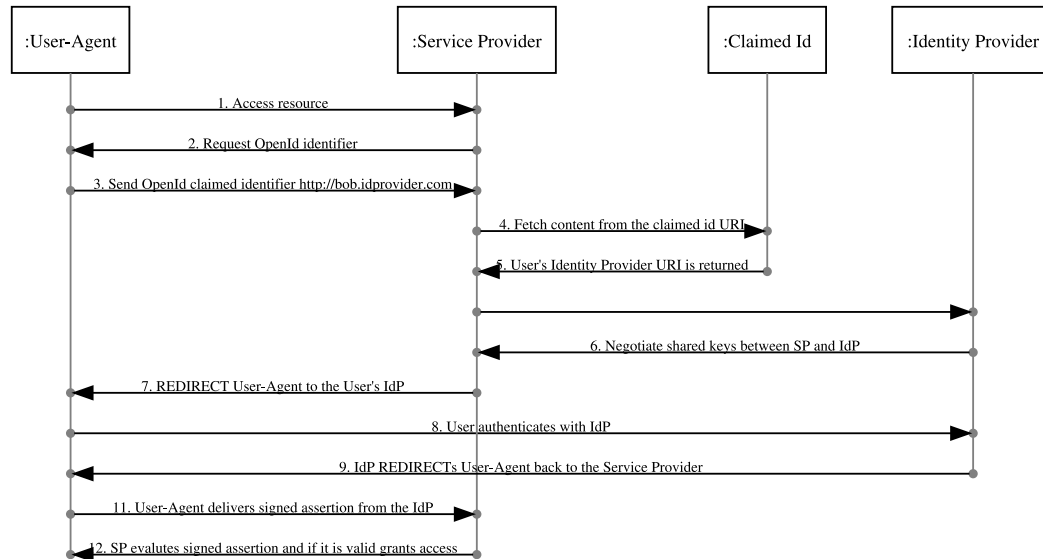 :User-Agent
:Service Provider
:Claimed Id
:Identity Provider
1. Access resource
2. Request OpenId identifier
3. Send OpenId claimed identifier http://bob.idprovider.com
4. Fetch content from the claimed id URI
5. User's Identity Provider URI is returned
6. Negotiate shared keys between SP and IdP
7. REDIRECT User-Agent to the User's IdP
8. User authenticates with IdP
9. IdP REDIRECTs User-Agent back to the Service Provider
11. User-Agent delivers signed assertion from the IdP
12. SP evalutes signed assertion and if it is valid grants access